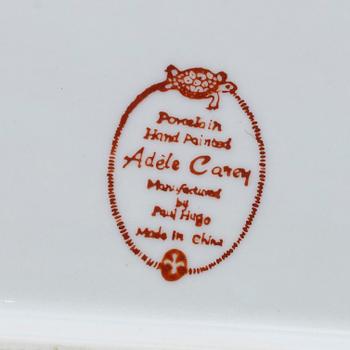 Porcelain
Hand Painted
Adèle Carey
Manufactured
by
Paul Hugo
Made in China